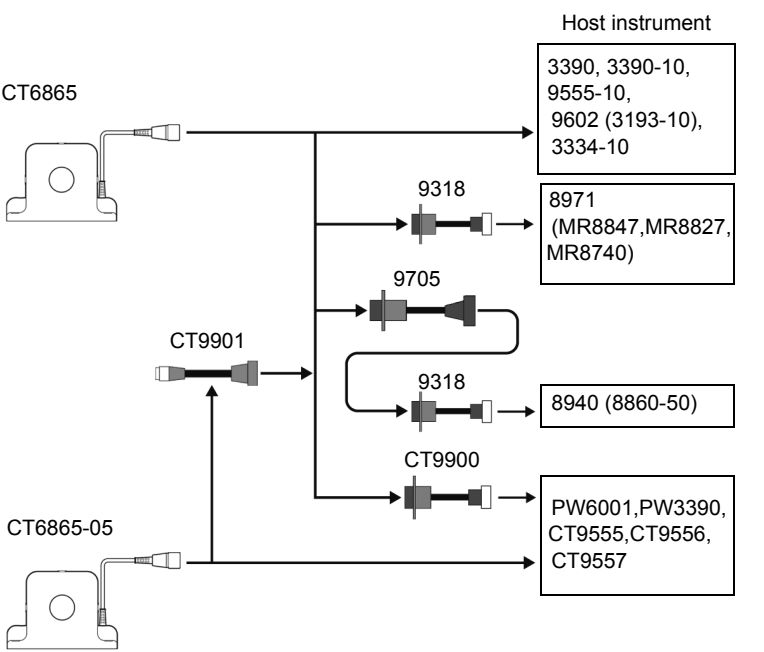 Host instrument
CT6865
3390, 3390-10,
9555-10,
9602 (3193-10),
3334-10
9318
8971
(MR8847,MR8827,
MR8740)
9705
CT9901
9318
8940 (8860-50)
CT9900
PW6001,PW3390,
CT9555,CT9556,
CT9557
CT6865-05